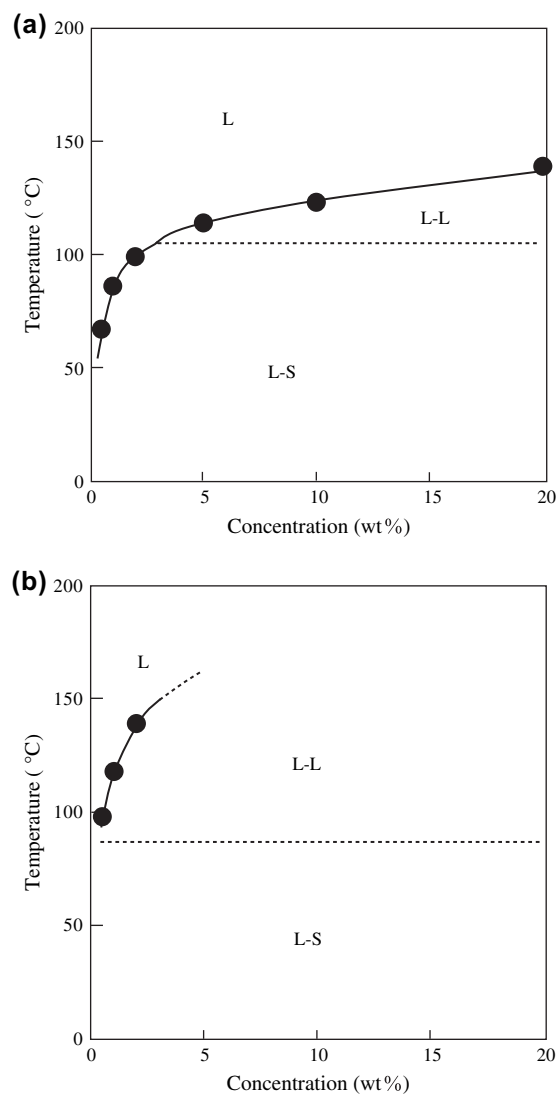 (a)
200
150
100
50
0
Temperature ( °C)
L
L-L
L-S
0 5 10 15 20
Concentration (wt%)
(b)
200
150
100
50
0
Temperature ( °C)
L
L-L
L-S
0 5 10 15 20
Concentration (wt%)